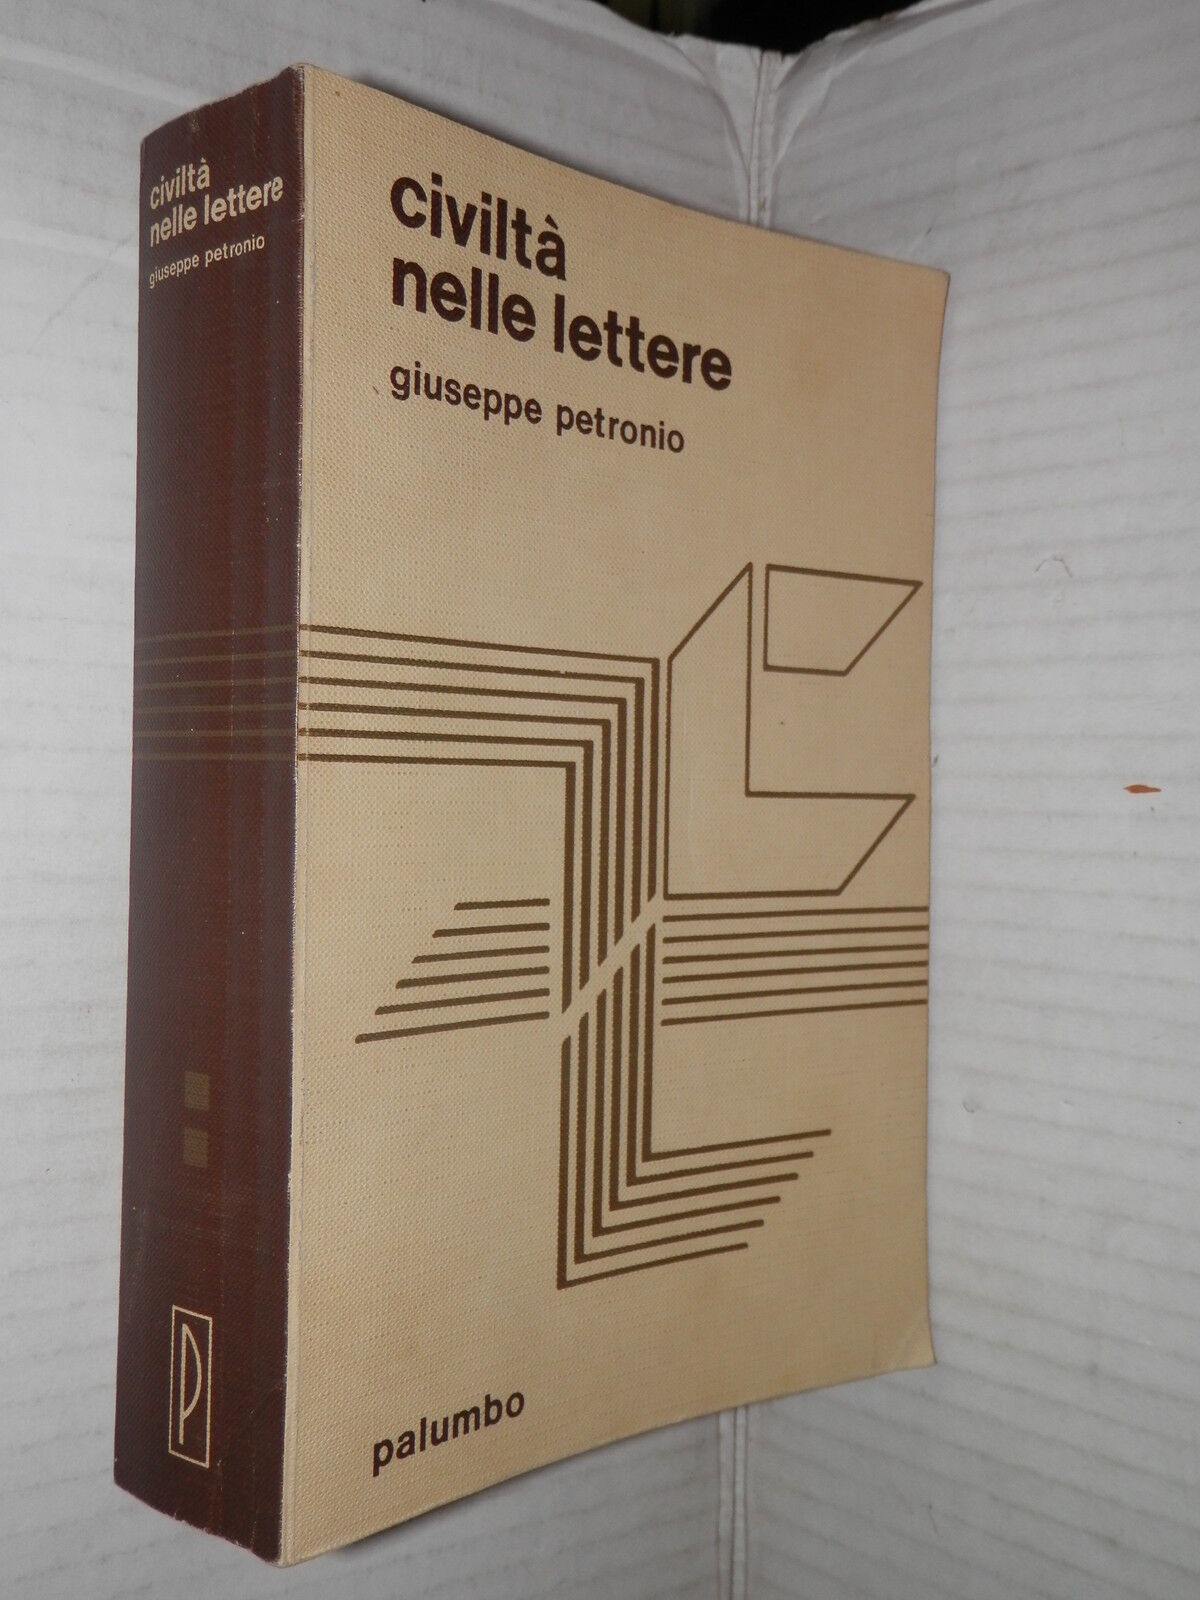 civiltà
nelle lettere
giuseppe petronio
P
civiltà
nelle lettere
giuseppe petronio
palumbo